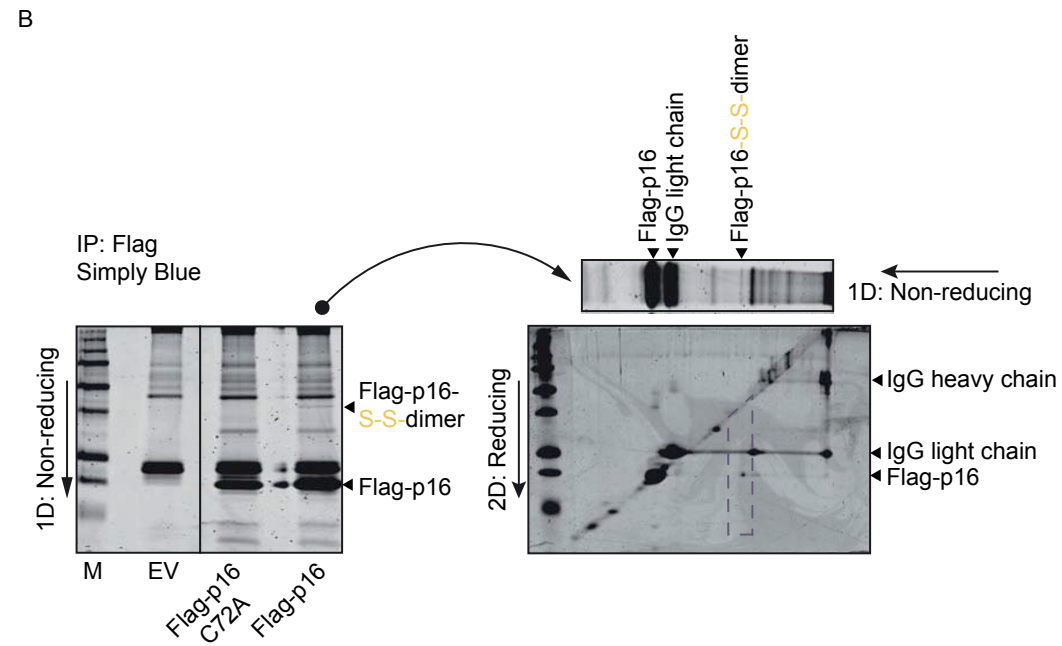 B
IP: Flag
Simply Blue
1D: Non-reducing
Flag-p16-
S-S-dimer
Flag-p16
M
EV
Flag-p16
C72A
Flag-p16
Flag-p16
IgG light chain
Flag-p16-S-S-dimer
1D: Non-reducing
2D: Reducing
IgG heavy chain
IgG light chain
Flag-p16